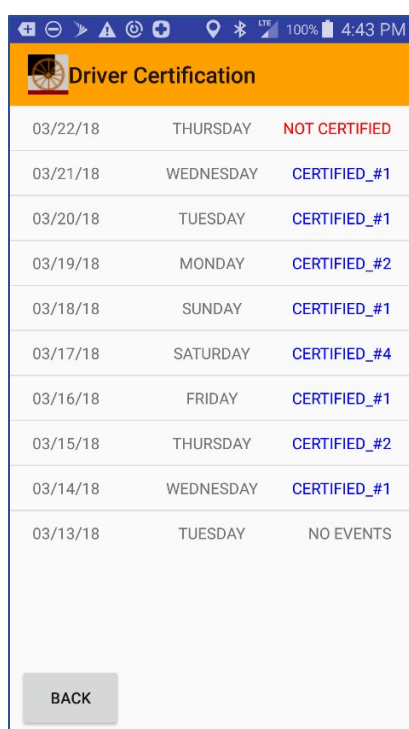 LTE 100% 4:43 PM
Driver Certification
03/22/18 THURSDAY NOT CERTIFIED
03/21/18 WEDNESDAY CERTIFIED_#1
03/20/18 TUESDAY CERTIFIED_#1
03/19/18 MONDAY CERTIFIED_#2
03/18/18 SUNDAY CERTIFIED_#1
03/17/18 SATURDAY CERTIFIED_#4
03/16/18 FRIDAY CERTIFIED_#1
03/15/18 THURSDAY CERTIFIED_#2
03/14/18 WEDNESDAY CERTIFIED_#1
03/13/18 TUESDAY NO EVENTS
BACK